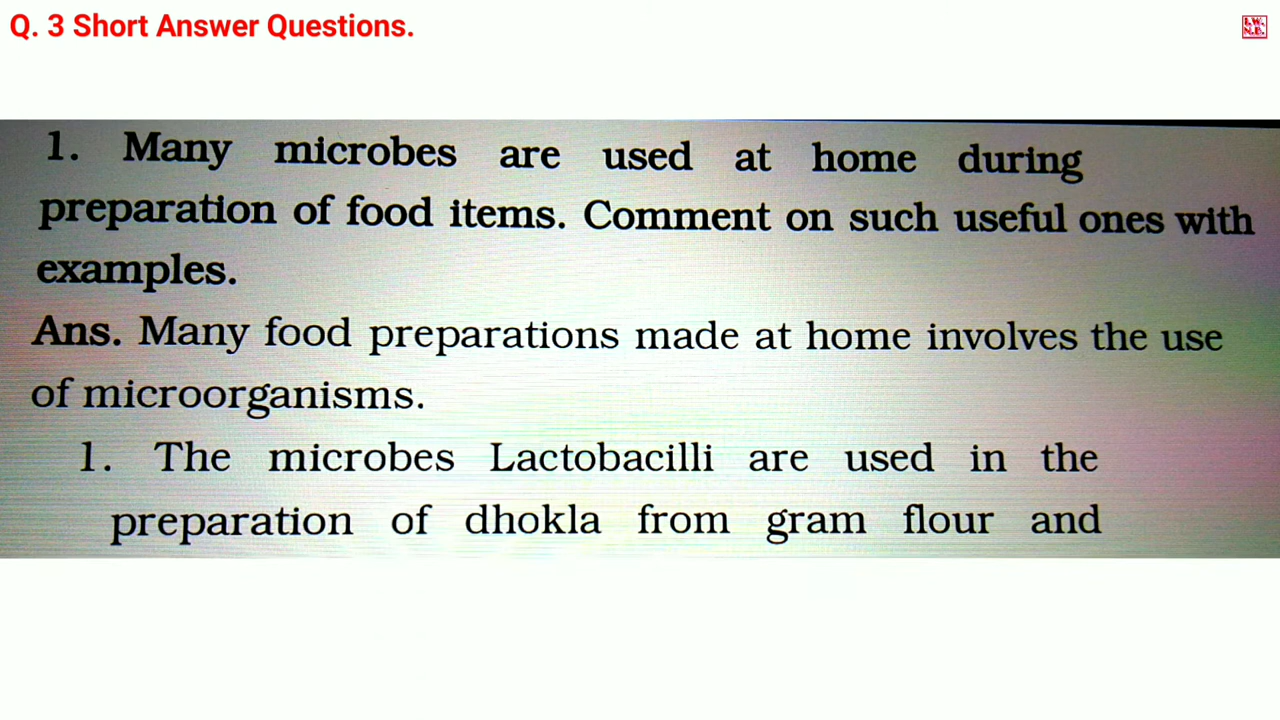 Q. 3 Short Answer Questions.
I.W.
N.B.
1. Many microbes are used at home during
preparation of food items. Comment on such useful ones with
examples.
Ans. Many food preparations made at home involves the use
of microorganisms.
1. The microbes Lactobacilli are used in the
preparation of dhokla from gram flour and